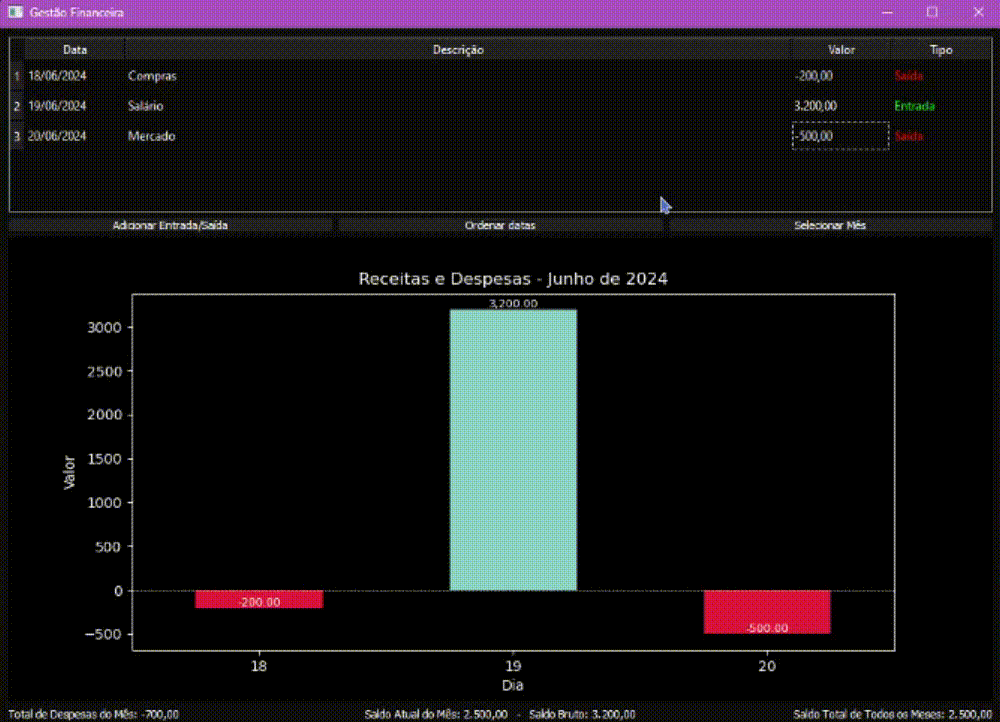 Gestão Financeira
Data Descrição Valor Tipo
1 18/06/2024 Compras -200,00 Saída
2 19/06/2024 Salário 3.200,00 Entrada
3 20/06/2024 Mercado -500,00 Saída
Adicionar Entrada/Saída Ordenar datas Selecionar Mês
Receitas e Despesas - Junho de 2024
3,200.00
3000
2500
2000
1500
1000
500
0
−500
Valor
-200.00
-500.00
18 19 20
Dia
Total de Despesas do Mês: -700,00 Saldo Atual do Mês: 2.500,00 - Saldo Bruto: 3.200,00 Saldo Total de Todos os Meses: 2.500,00